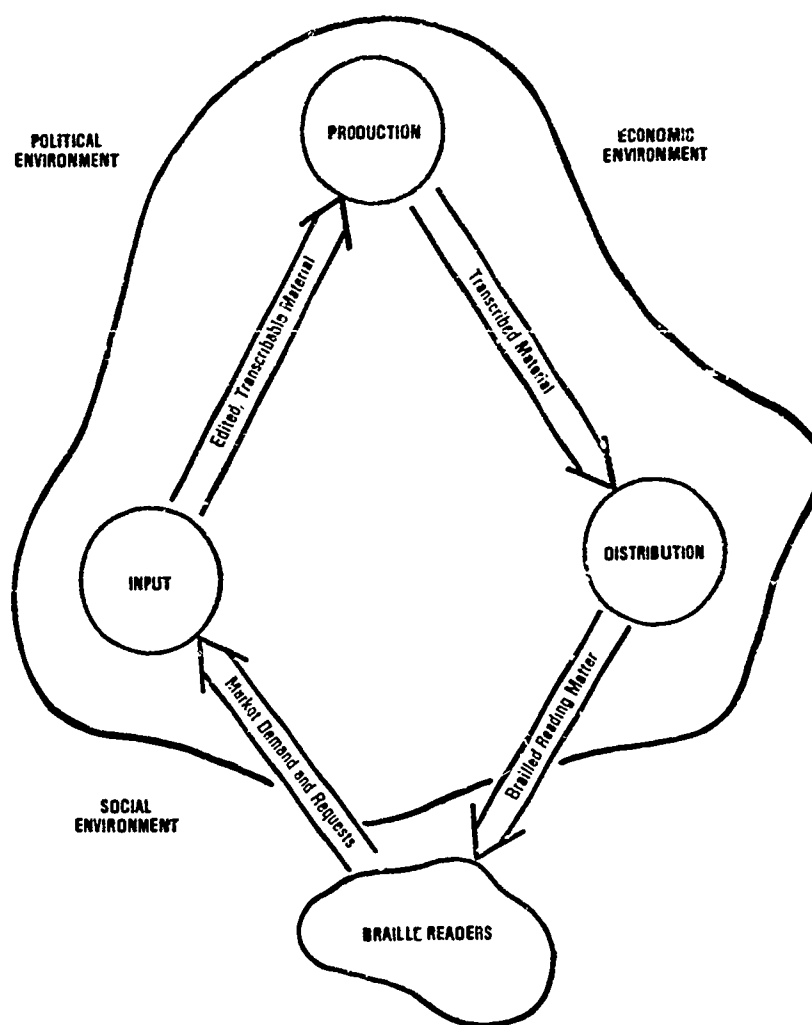 PRODUCTION
POLITICAL
ENVIRONMENT
ECONOMIC
ENVIRONMENT
Edited, Transcribable Material
Transcribed Material
INPUT
DISTRIBUTION
Market Demand and Requests
Brailled Reading Matter
SOCIAL
ENVIRONMENT
BRAILLE READERS